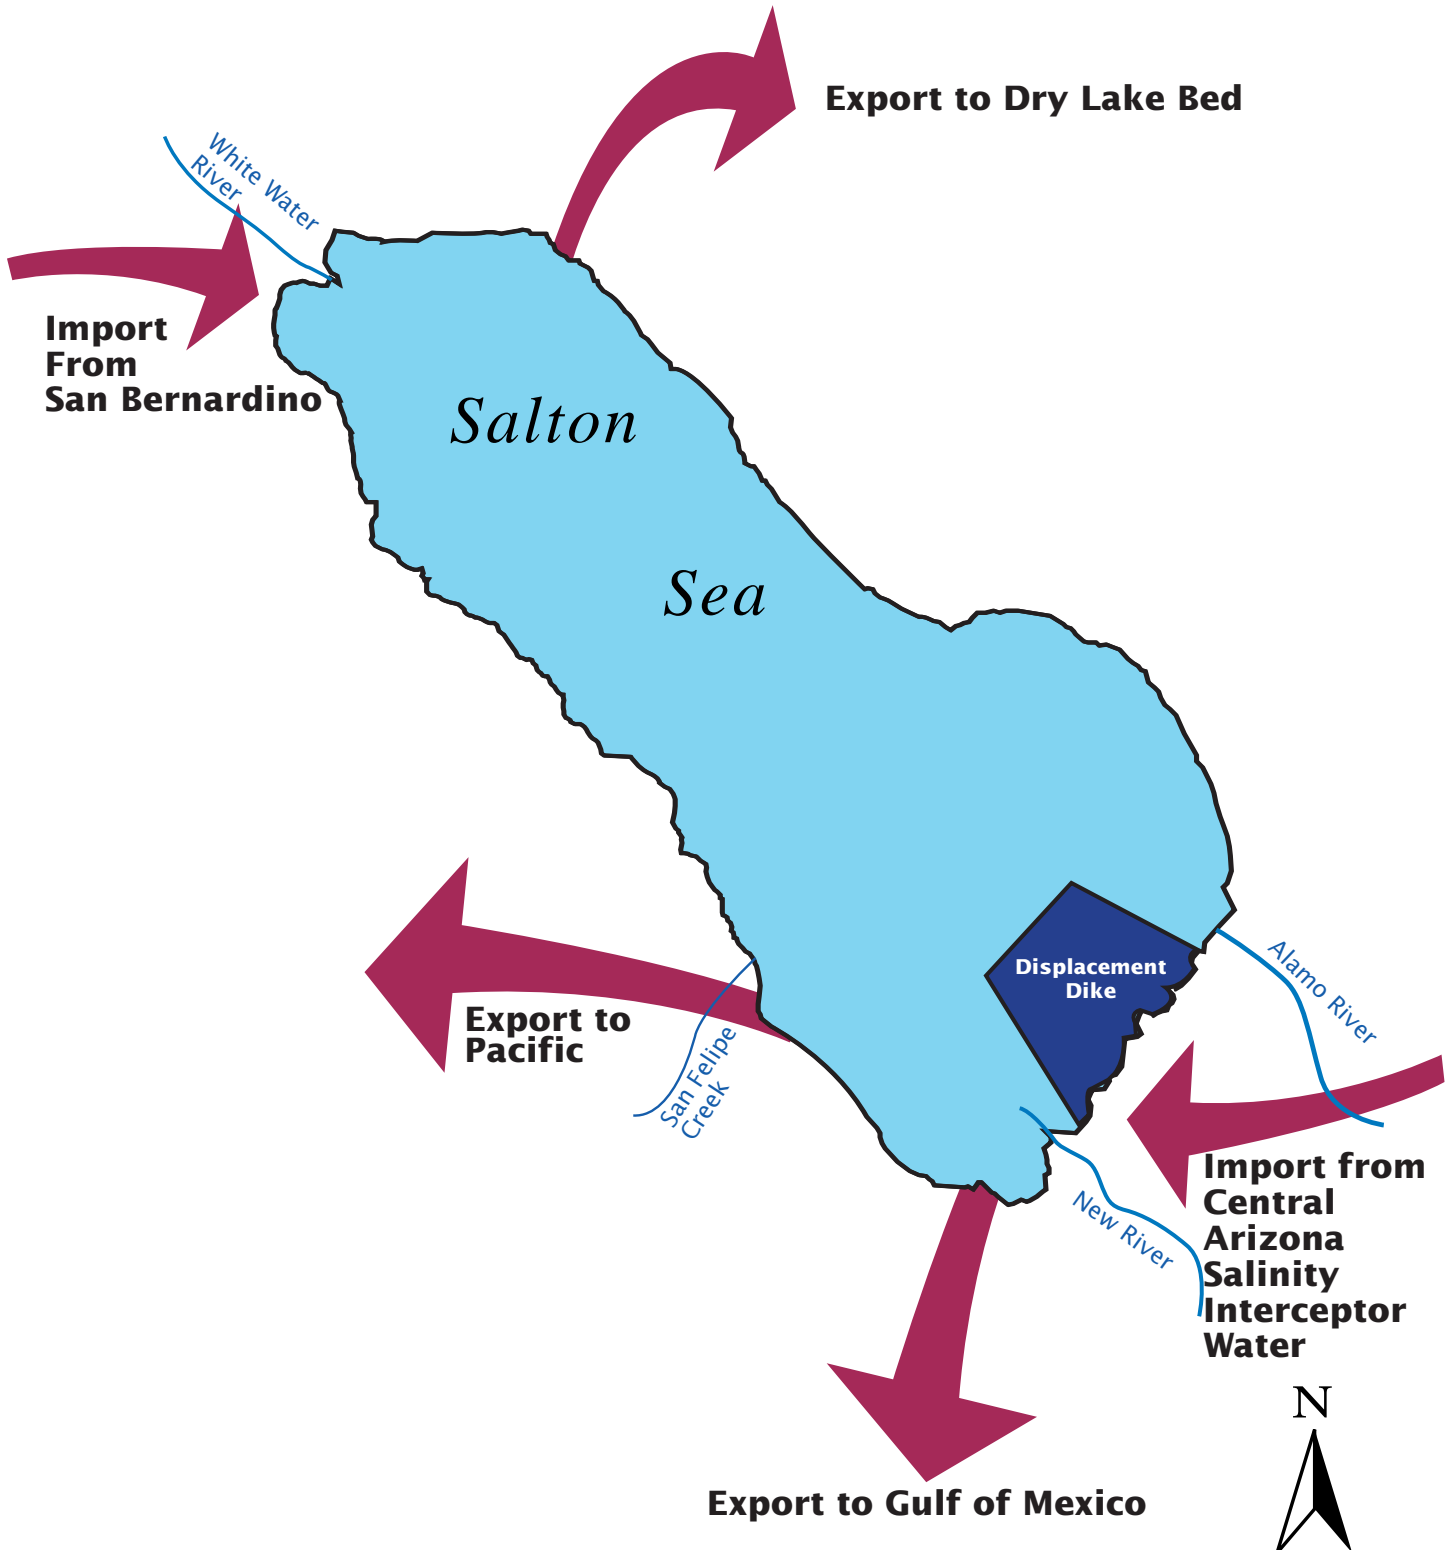 Export to Dry Lake Bed
White Water
River
Import
From
San Bernardino
Salton
Sea
Displacement
Dike
Alamo River
Export to
Pacific
San Felipe
Creek
Import from
Central
Arizona
Salinity
Interceptor
Water
New River
N
Export to Gulf of Mexico